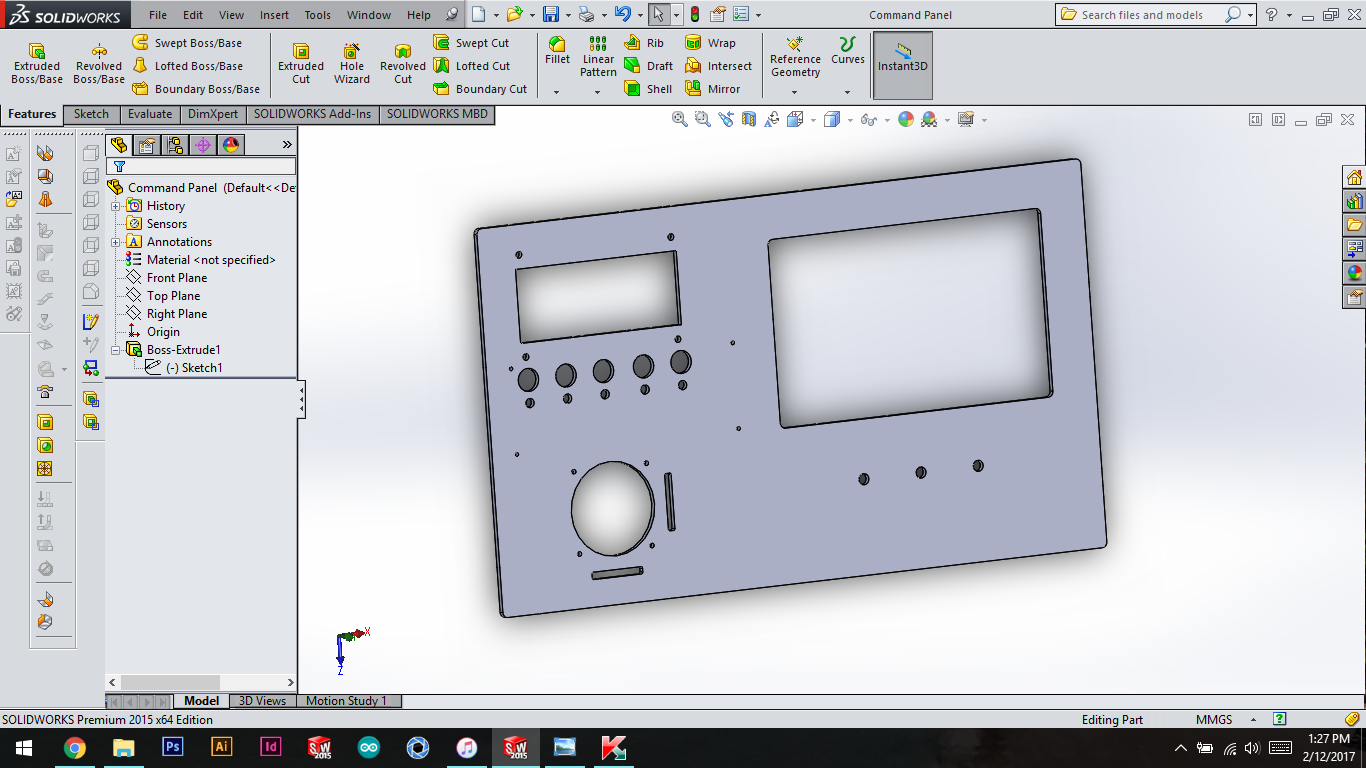 SOLIDWORKS File Edit View Insert Tools Window Help Command Panel Search files and models ?
Extruded Boss/Base
Revolved Boss/Base
Swept Boss/Base
Lofted Boss/Base
Boundary Boss/Base
Extruded Cut
Hole Wizard
Revolved Cut
Swept Cut
Lofted Cut
Boundary Cut
Fillet
Linear Pattern
Rib
Draft
Shell
Wrap
Intersect
Mirror
Reference Geometry
Curves
Instant3D
Features Sketch Evaluate DimXpert SOLIDWORKS Add-Ins SOLIDWORKS MBD
Command Panel (Default<<De
History
Sensors
A Annotations
Material <not specified>
Front Plane
Top Plane
Right Plane
Origin
Boss-Extrude1
(-) Sketch1
X
Z
Model 3D Views Motion Study 1
SOLIDWORKS Premium 2015 x64 Edition Editing Part MMGS ?
Ps Ai Id SW 2015 SW 2015
1:27 PM
2/12/2017